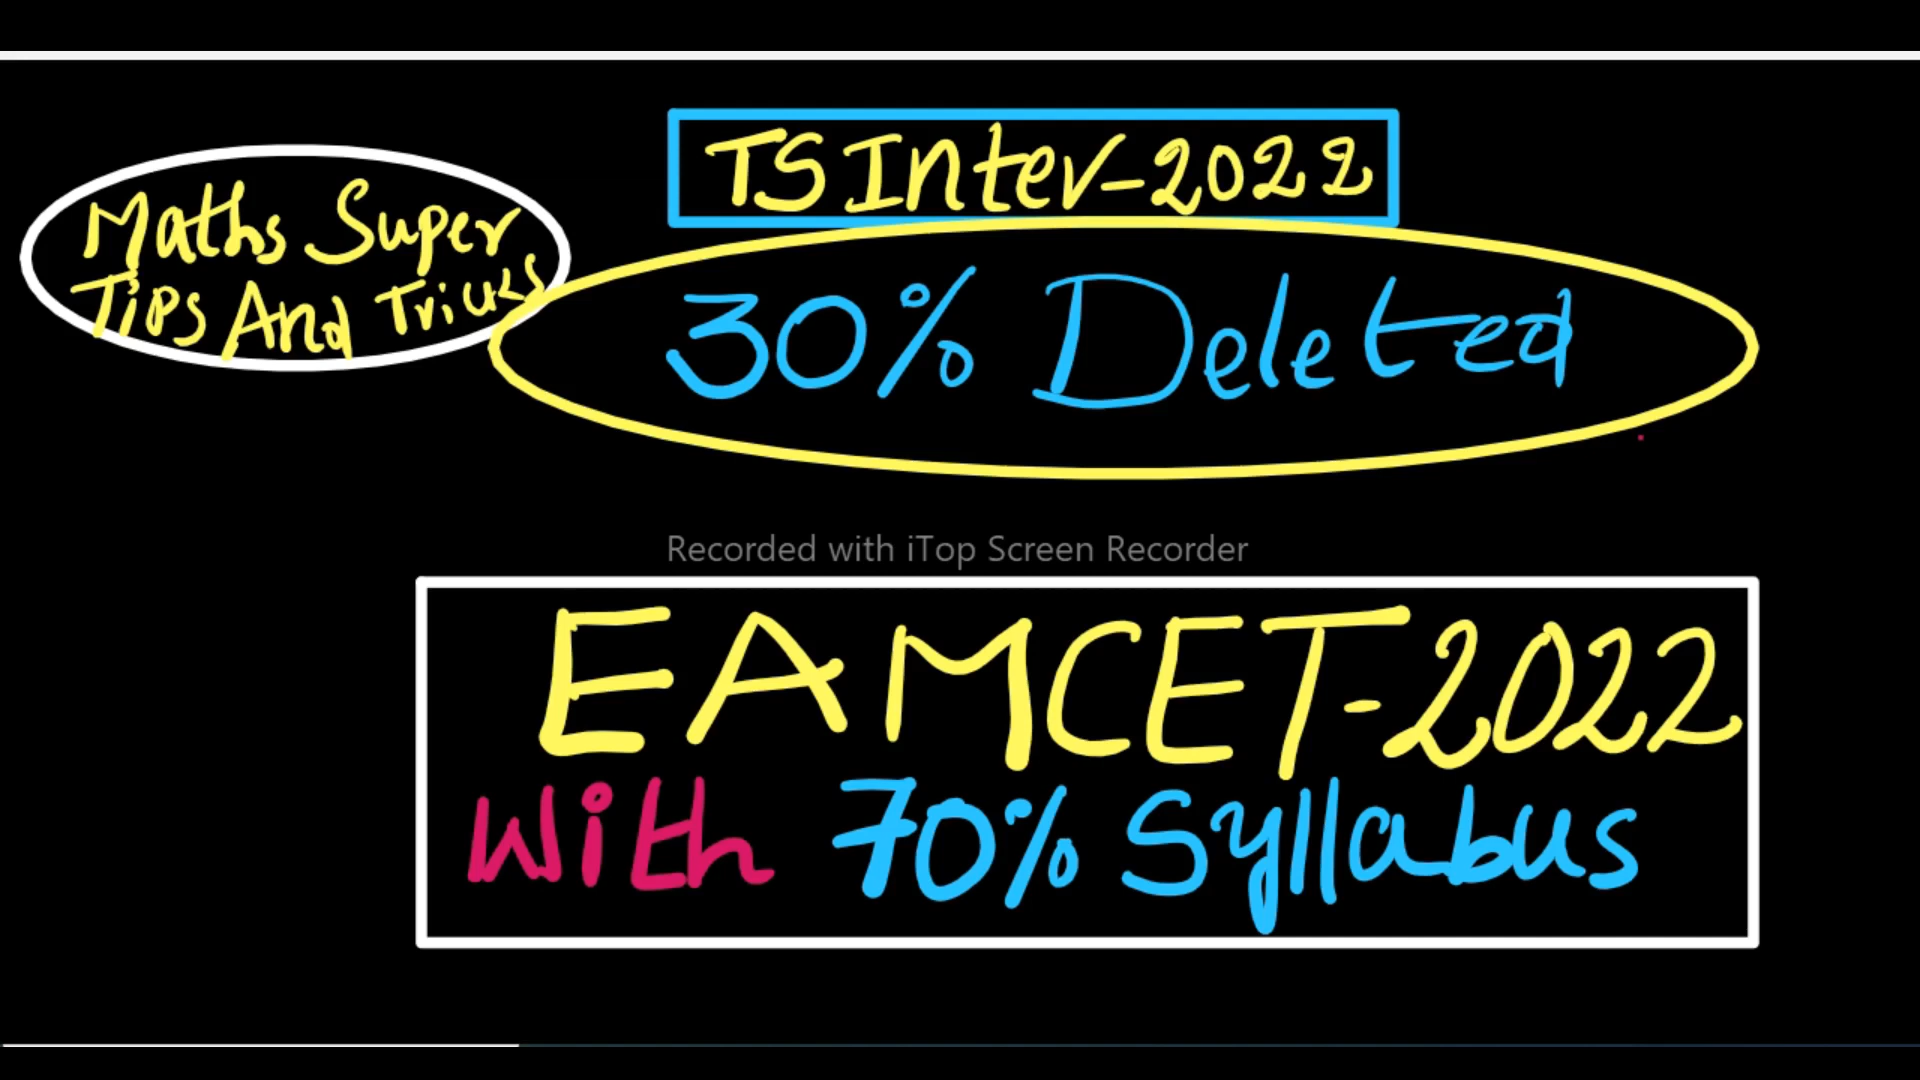 Maths Super
Tips And Tricks
TS Inter-2022
30% Deleted
Recorded with iTop Screen Recorder
EAMCET-2022
With 70% Syllabus